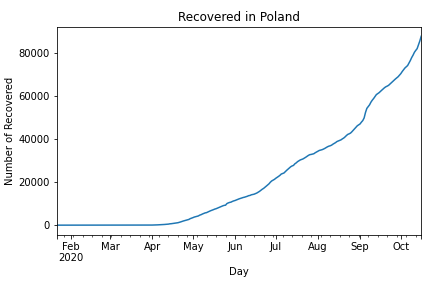 Recovered in Poland
Number of Recovered
80000
60000
40000
20000
0
Feb Mar Apr May Jun Jul Aug Sep Oct
2020
Day